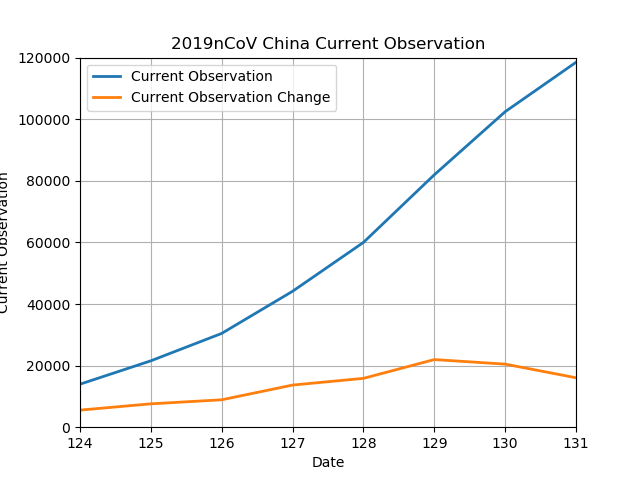 2019nCoV China Current Observation
Current Observation
Current Observation Change
120000
100000
80000
60000
40000
20000
0
Current Observation
124 125 126 127 128 129 130 131
Date